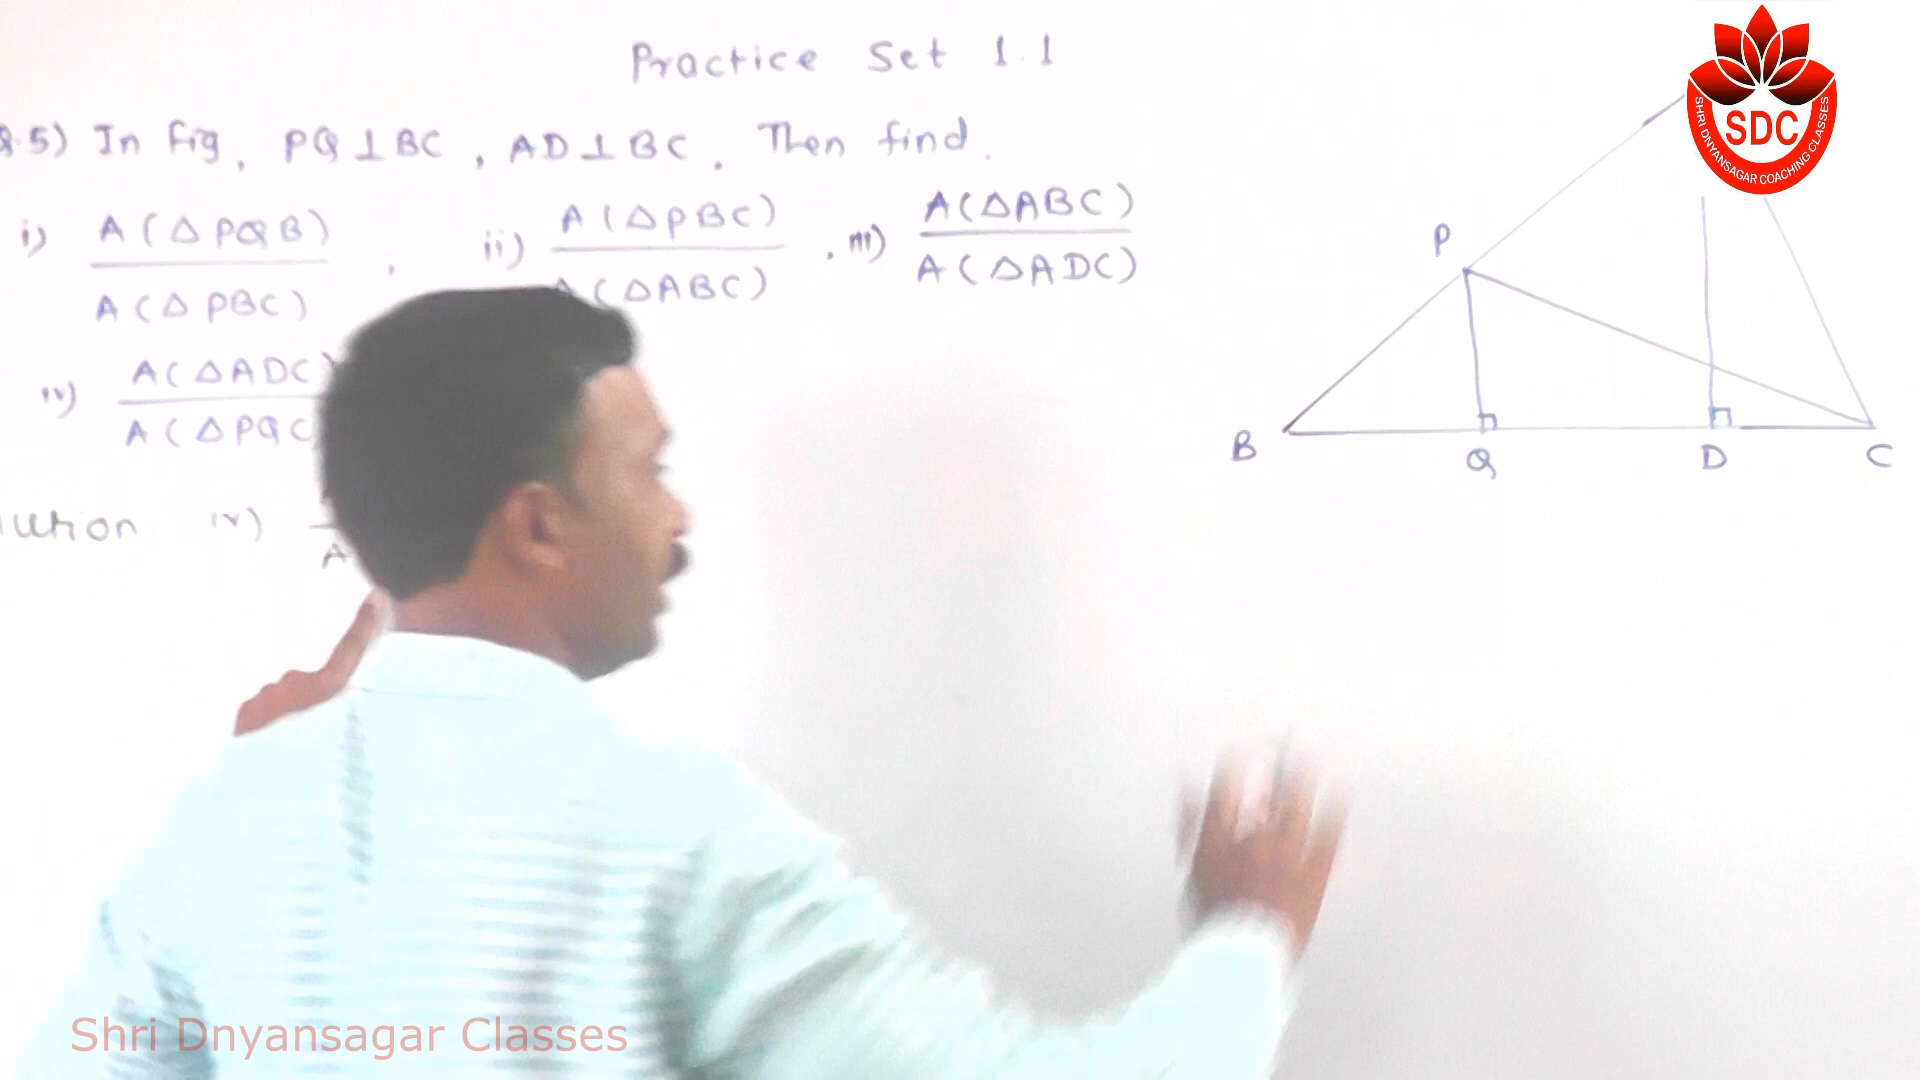 Practice Set 1.1
Q.5) In fig, PQ⊥BC, AD⊥BC. Then find.
i) A(△PQB) / A(△PBC), ii) A(△PBC) / A(△ABC). iii) A(△ABC) / A(△ADC)
iv) A(△ADC) / A(△PQC
iv)
A
P
B
Q
D
C
SDC
SHRI DNYANSAGAR COACHING CLASSES
Shri Dnyansagar Classes